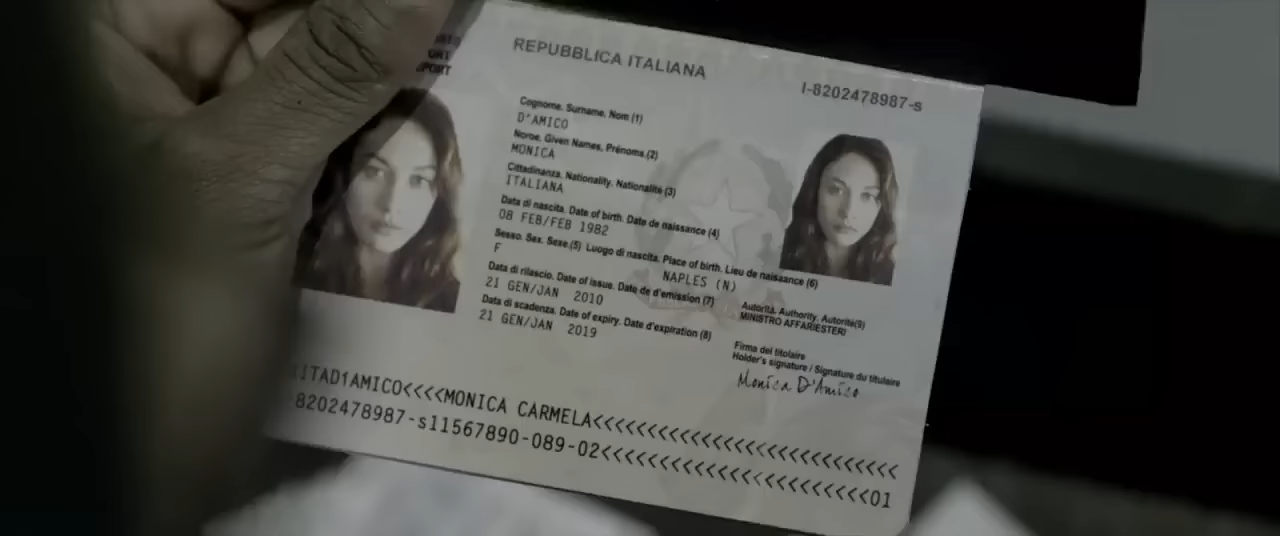 PORT
REPUBBLICA ITALIANA
I-8202478987-s
Cognome. Surname. Nom (1)
D'AMICO
Nome. Given Names. Prénoms.(2)
MONICA
Cittadinanza. Nationality. Nationalité (3)
ITALIANA
Data di nascita. Date of birth. Date de naissance (4)
08 FEB/FEB 1982
Sesso. Sex. Sexe.(5) Luogo di nascita. Place of birth. Lieu de naissance (6)
F NAPLES (N)
Data di rilascio. Date of issue. Date de d'emission (7)
21 GEN/JAN 2010
Data di scadenza. Date of expiry. Date d'expiration (8)
21 GEN/JAN 2019
Autorità. Authority. Autorité(9)
MINISTRO AFFARIESTERI
Firma del titolare
Holder's signature / Signature du titulaire
Monica D'Amico
ITAD1AMICO<<<<MONICA CARMELA<<<<<<<<<<<<<<<<<<<<<<<<<<<<
8202478987-s11567890-089-02<<<<<<<<<<<<<<<<<<<<<<<<01